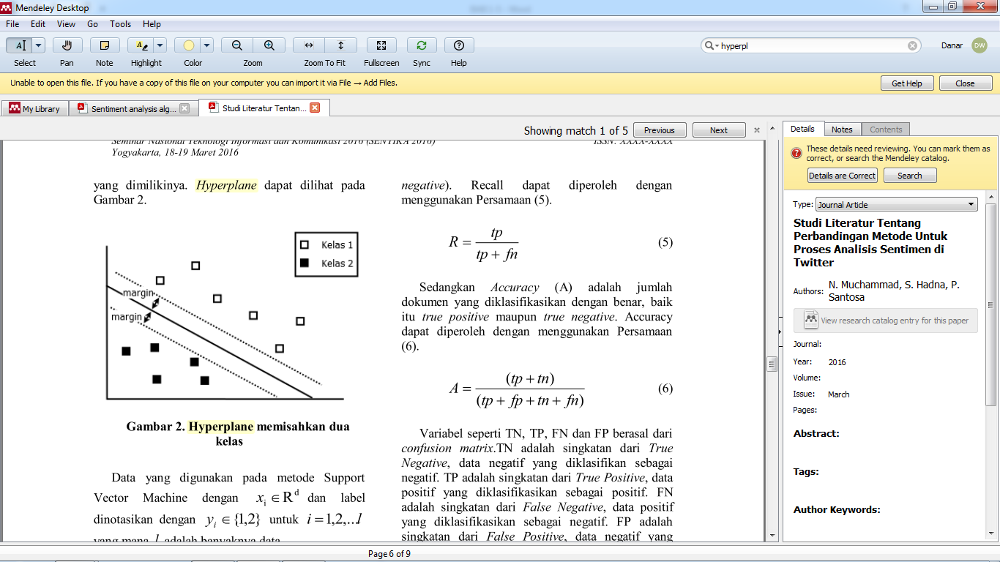 Mendeley Desktop
File Edit View Go Tools Help
hyperpl
Danar DW
Select Pan Note Highlight Color Zoom Zoom To Fit Fullscreen Sync Help
Unable to open this file. If you have a copy of this file on your computer you can import it via File → Add Files.
Get Help Close
My Library Sentiment analysis alg... Studi Literatur Tentan...
Showing match 1 of 5 Previous Next
Seminar Nasional Teknologi Informasi dan Komunikasi 2016 (SENTIKA 2016) ISSN: XXXX-XXXX
Yogyakarta, 18-19 Maret 2016
yang dimilikinya. Hyperplane dapat dilihat pada
Gambar 2.
Kelas 1
Kelas 2
margin
margin
Gambar 2. Hyperplane memisahkan dua
kelas
Data yang digunakan pada metode Support
Vector Machine dengan xᵢ ∈ Rᵈ dan label
dinotasikan dengan yᵢ ∈ {1,2} untuk i = 1,2,...l
yang mana l adalah banyaknya data
negative). Recall dapat diperoleh dengan
menggunakan Persamaan (5).
R = tp / tp + fn (5)
Sedangkan Accuracy (A) adalah jumlah
dokumen yang diklasifikasikan dengan benar, baik
itu true positive maupun true negative. Accuracy
dapat diperoleh dengan menggunakan Persamaan
(6).
A = (tp + tn) / (tp + fp + tn + fn) (6)
Variabel seperti TN, TP, FN dan FP berasal dari
confusion matrix.TN adalah singkatan dari True
Negative, data negatif yang diklasifikan sebagai
negatif. TP adalah singkatan dari True Positive, data
positif yang diklasifikasikan sebagai positif. FN
adalah singkatan dari False Negative, data positif
yang diklasifikasikan sebagai negatif. FP adalah
singkatan dari False Positive, data negatif yang
Details Notes Contents
These details need reviewing. You can mark them as
correct, or search the Mendeley catalog.
Details are Correct Search
Type: Journal Article
Studi Literatur Tentang
Perbandingan Metode Untuk
Proses Analisis Sentimen di
Twitter
Authors: N. Muchammad, S. Hadna, P.
Santosa
View research catalog entry for this paper
Journal:
Year: 2016
Volume:
Issue: March
Pages:
Abstract:
Tags:
Author Keywords:
Page 6 of 9